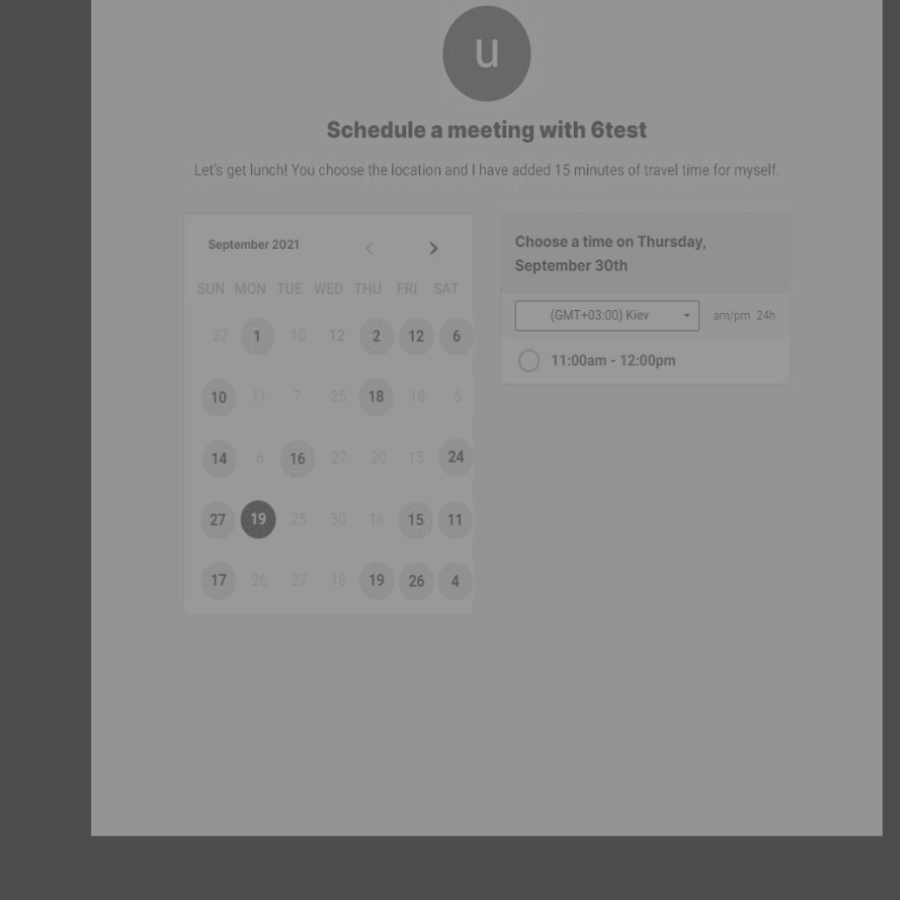 u
Schedule a meeting with 6test
Let's get lunch! You choose the location and I have added 15 minutes of travel time for myself.
September 2021
SUN MON TUE WED THU FRI SAT
27 1 10 12 2 12 6
10 11 7 25 18 18 6
14 6 16 27 20 15 24
27 19 25 30 16 15 11
17 26 27 18 19 26 4
Choose a time on Thursday,
September 30th
(GMT+03:00) Kiev am/pm 24h
11:00am - 12:00pm